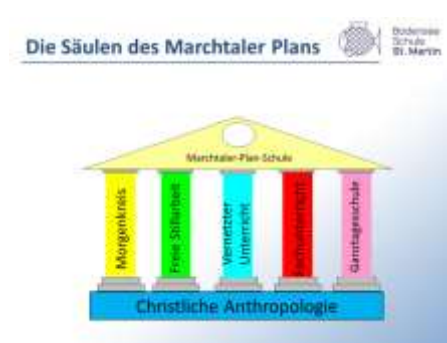 Die Säulen des Marchtaler Plans
Bodensee
Schule
St. Martin
Marchtaler-Plan-Schule
Morgenkreis
Freie Stillarbeit
Vernetzter
Unterricht
Fachunterricht
Ganztagesschule
Christliche Anthropologie